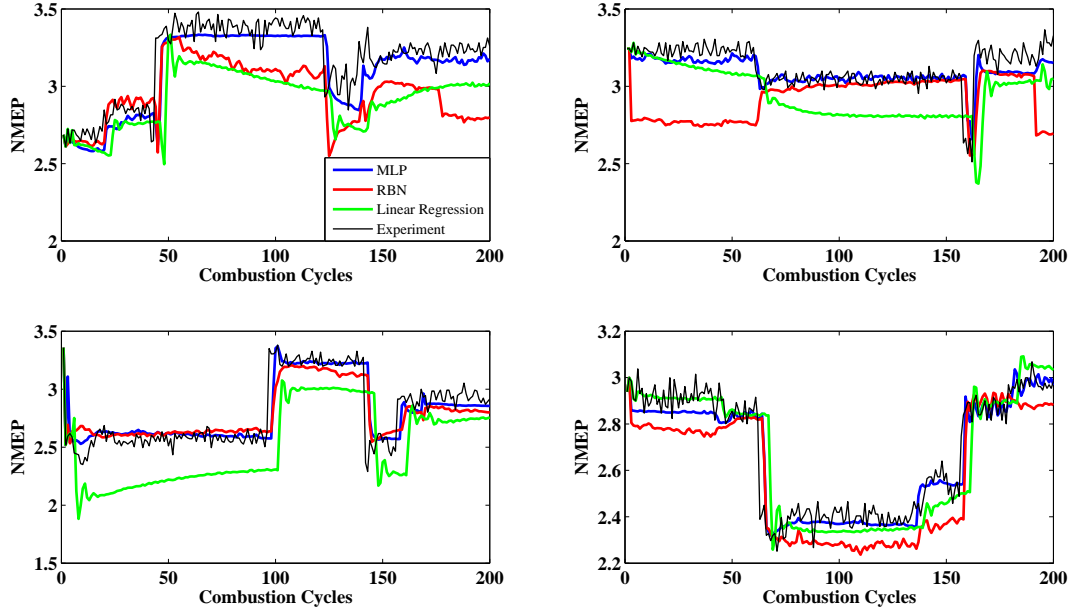 3.5
3
2.5
2
NMEP
0 50 100 150 200
Combustion Cycles
MLP
RBN
Linear Regression
Experiment
3.5
3
2.5
2
NMEP
0 50 100 150 200
Combustion Cycles
3.5
3
2.5
2
1.5
NMEP
0 50 100 150 200
Combustion Cycles
3.2
3
2.8
2.6
2.4
2.2
NMEP
0 50 100 150 200
Combustion Cycles